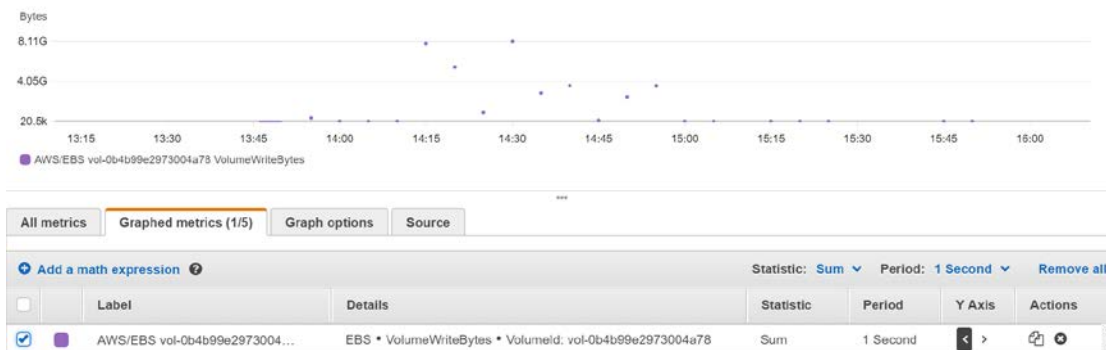 Bytes
8.11G
4.05G
20.5k
13:15 13:30 13:45 14:00 14:15 14:30 14:45 15:00 15:15 15:30 15:45 16:00
AWS/EBS vol-0b4b99e2973004a78 VolumeWriteBytes
All metrics Graphed metrics (1/5) Graph options Source
Add a math expression Statistic: Sum Period: 1 Second Remove all
Label Details Statistic Period Y Axis Actions
AWS/EBS vol-0b4b99e2973004... EBS • VolumeWriteBytes • VolumeId: vol-0b4b99e2973004a78 Sum 1 Second < >